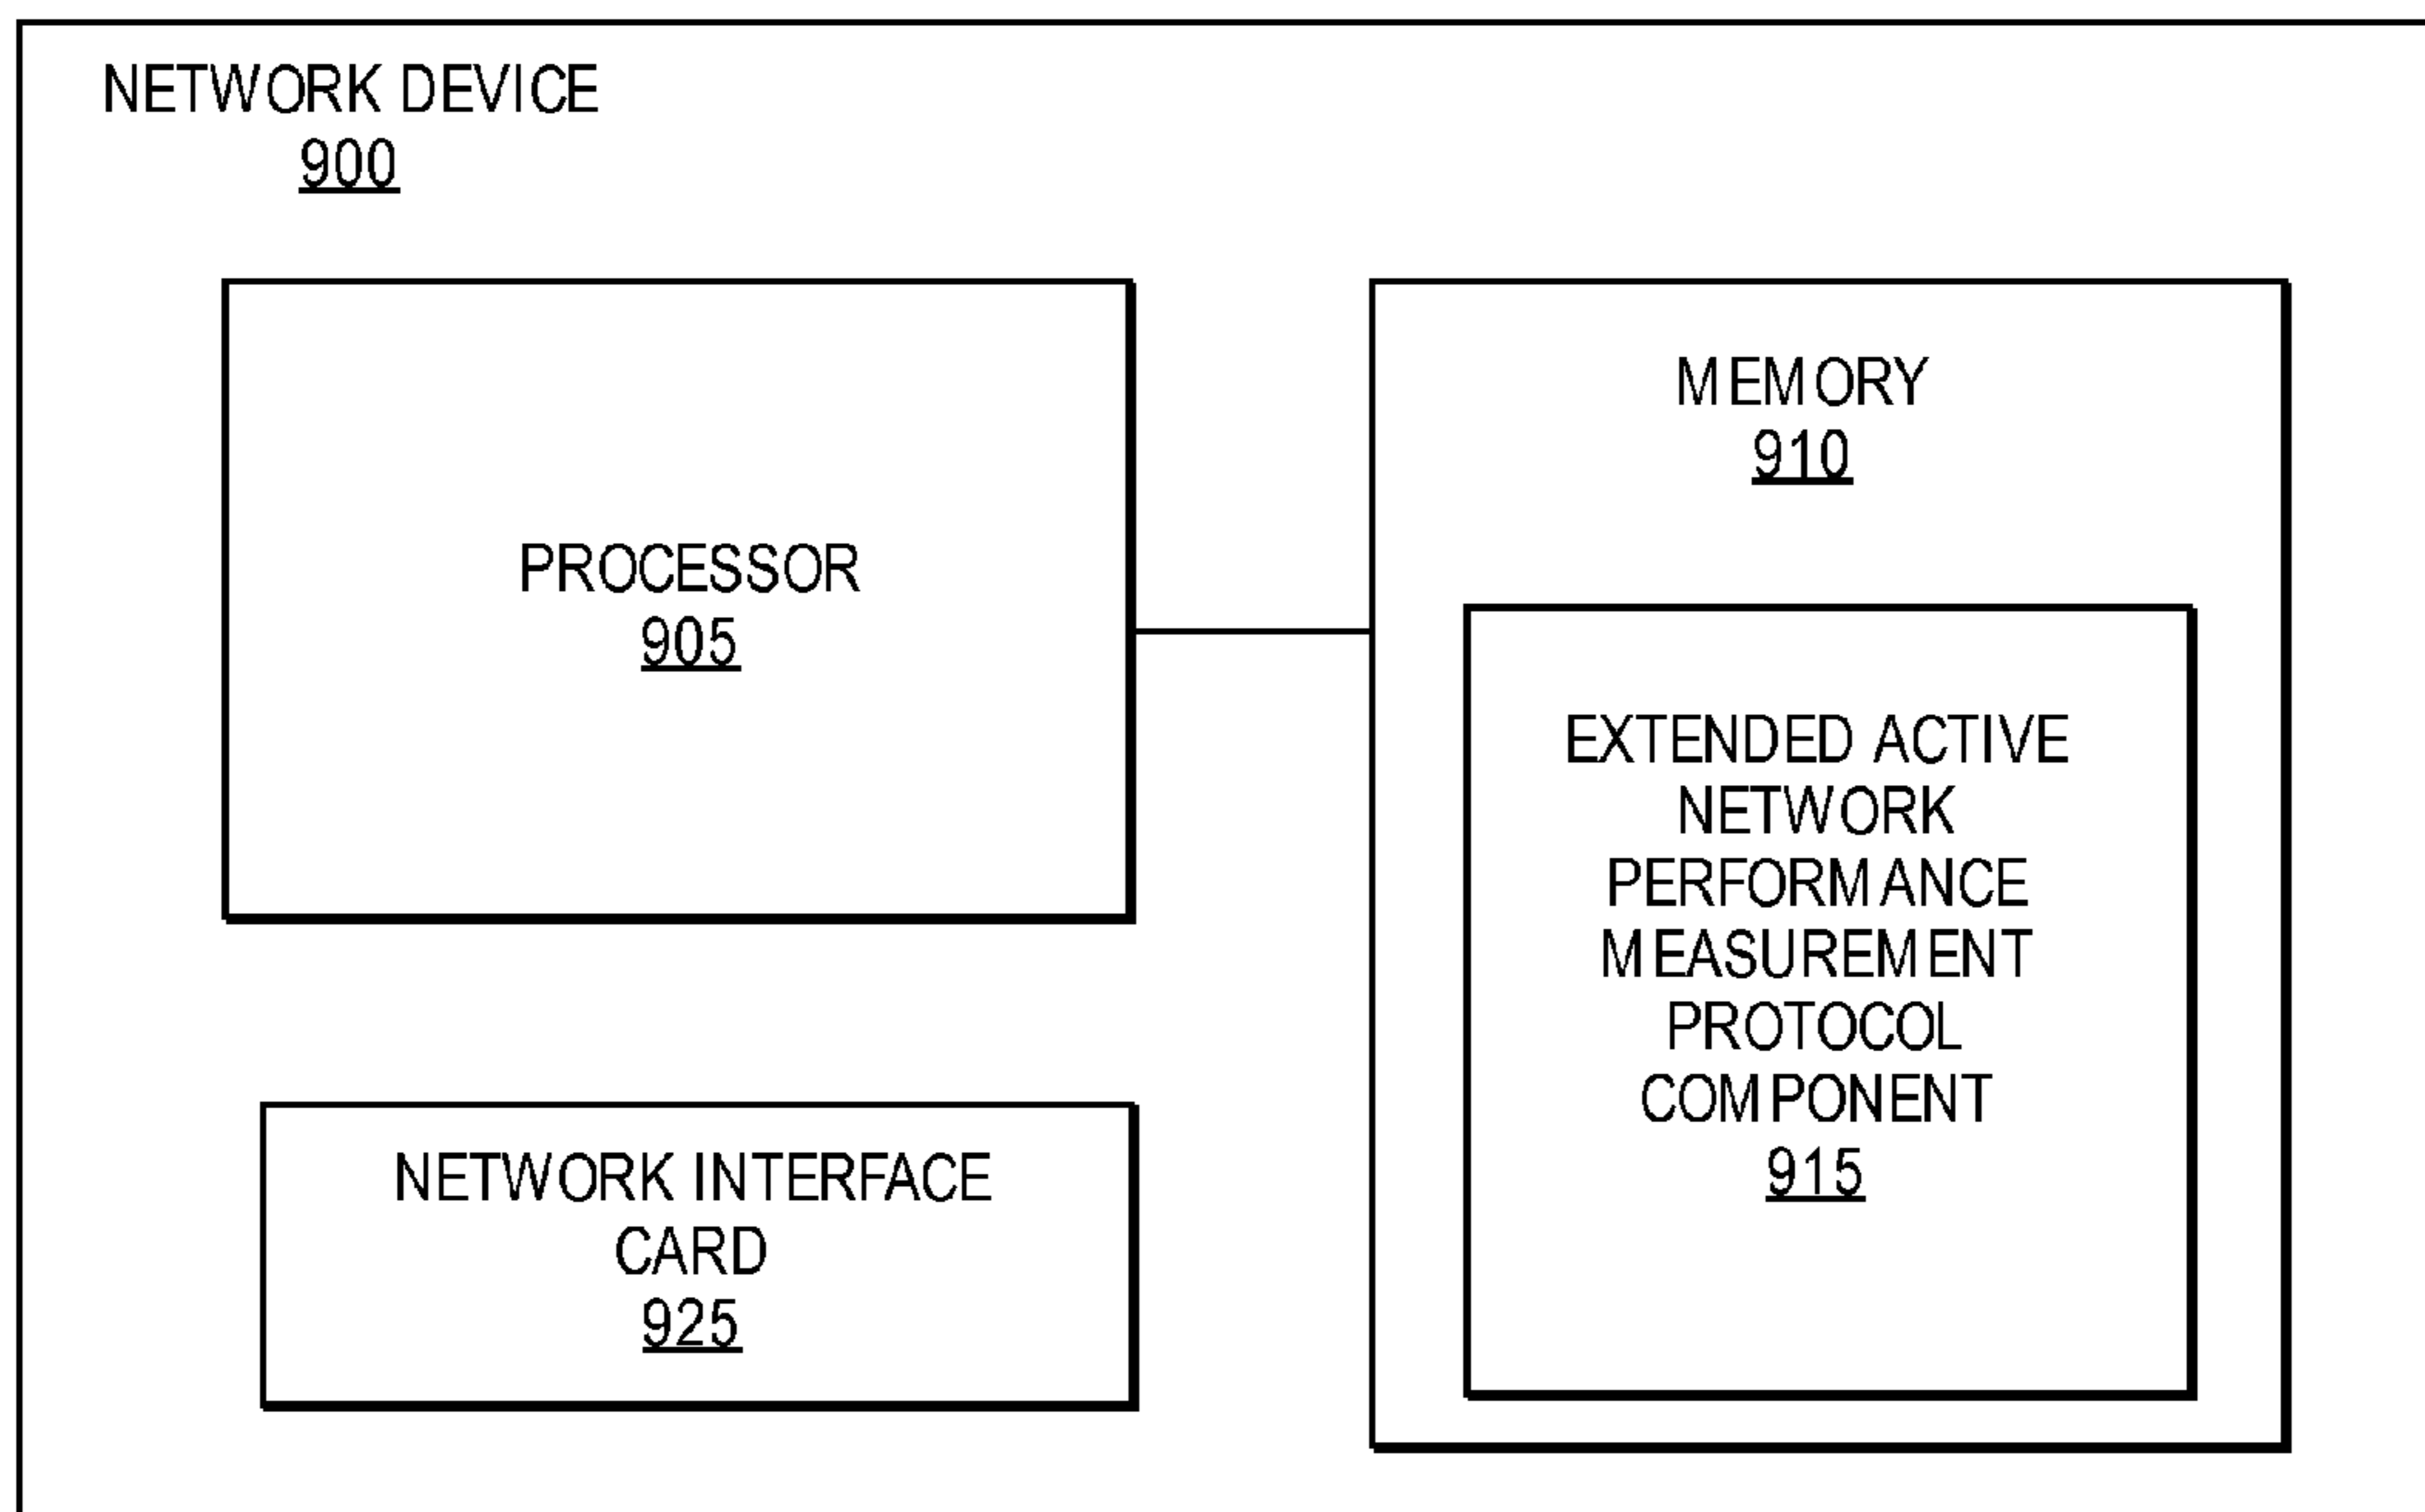 NETWORK DEVICE
900
PROCESSOR
905
MEMORY
910
EXTENDED ACTIVE
NETWORK
PERFORMANCE
MEASUREMENT
PROTOCOL
COMPONENT
915
NETWORK INTERFACE
CARD
925